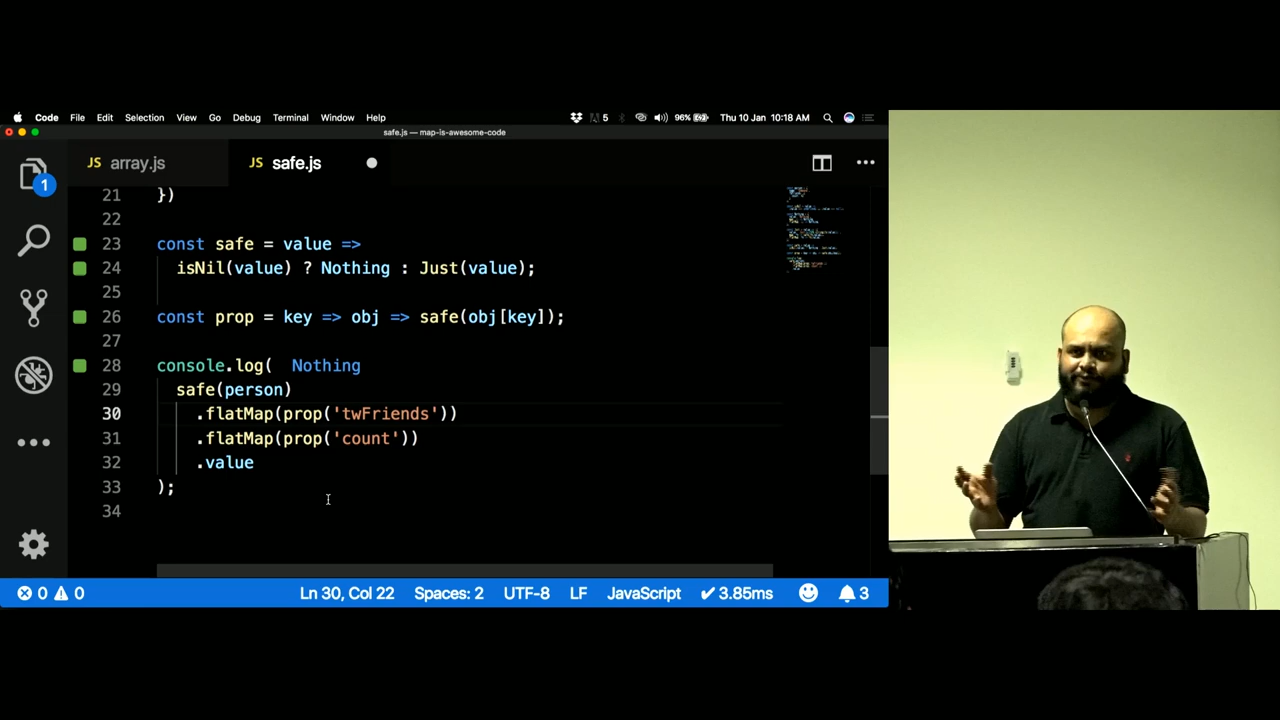 Code File Edit Selection View Go Debug Terminal Window Help 5 96% Thu 10 Jan 10:18 AM
safe.js — map-is-awesome-code
JS array.js JS safe.js
1
21 })
22
23 const safe = value =>
24 isNil(value) ? Nothing : Just(value);
25
26 const prop = key => obj => safe(obj[key]);
27
28 console.log( Nothing
29 safe(person)
30 .flatMap(prop('twFriends'))
31 .flatMap(prop('count'))
32 .value
33 );
34
0 0 Ln 30, Col 22 Spaces: 2 UTF-8 LF JavaScript ✔ 3.85ms 3